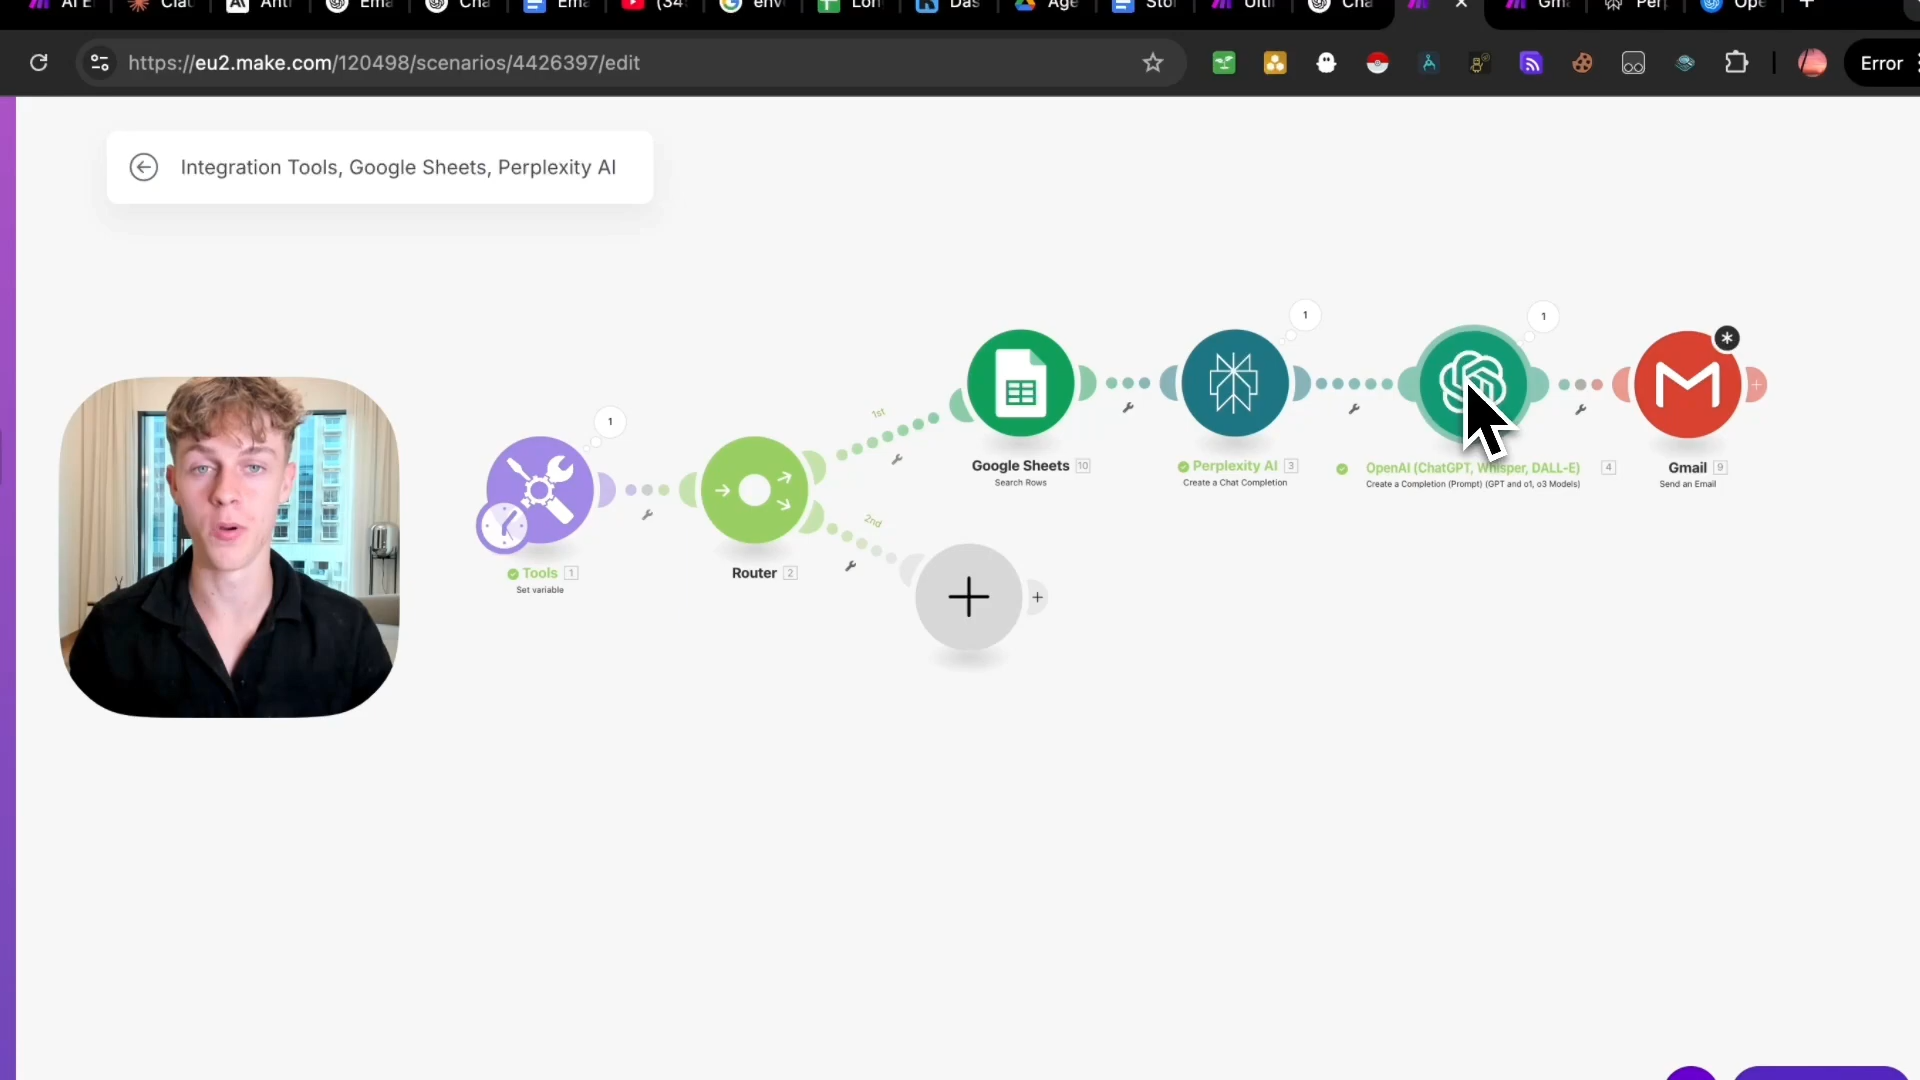 https://eu2.make.com/120498/scenarios/4426397/edit
Error
Integration Tools, Google Sheets, Perplexity AI
1
1
1
1st
2nd
Google Sheets 10
Search Rows
Perplexity AI 3
Create a Chat Completion
OpenAI (ChatGPT, Whisper, DALL-E) 4
Create a Completion (Prompt) (GPT and o1, o3 Models)
Gmail 9
Send an Email
Tools 1
Set variable
Router 2